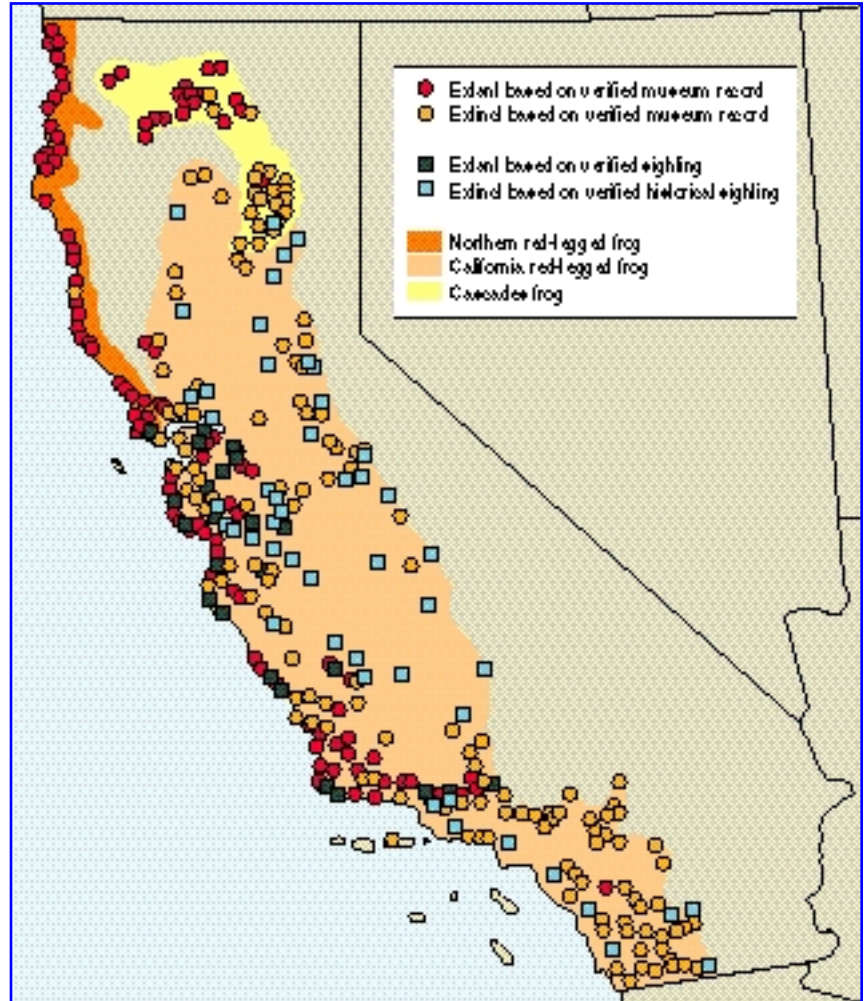 Extant based on verified museum record
Extinct based on verified museum record
Extant based on verified sighting
Extinct based on verified historical sighting
Northern red-legged frog
California red-legged frog
Cascades frog